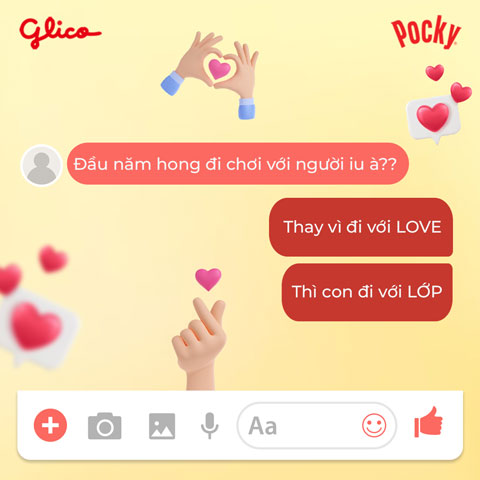 Glico
POCKY
Đầu năm hong đi chơi với người iu à??
Thay vì đi với LOVE
Thì con đi với LỚP
Aa